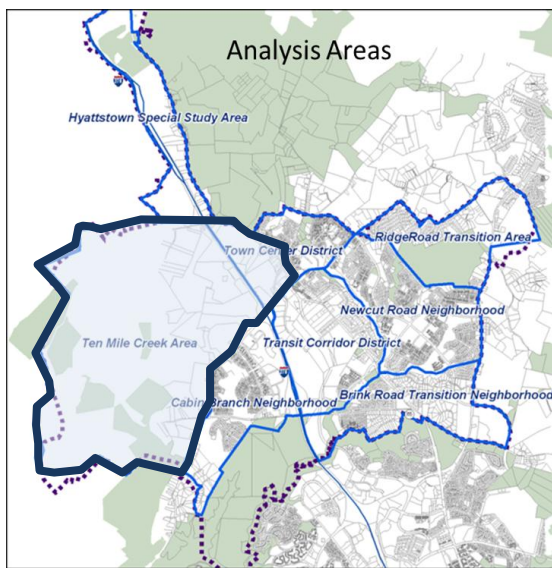 Analysis Areas
Hyattstown Special Study Area
Town Center District
RidgeRoad Transition Area
Newcut Road Neighborhood
Ten Mile Creek Area
Transit Corridor District
Cabin Branch Neighborhood
Brink Road Transition Neighborhood